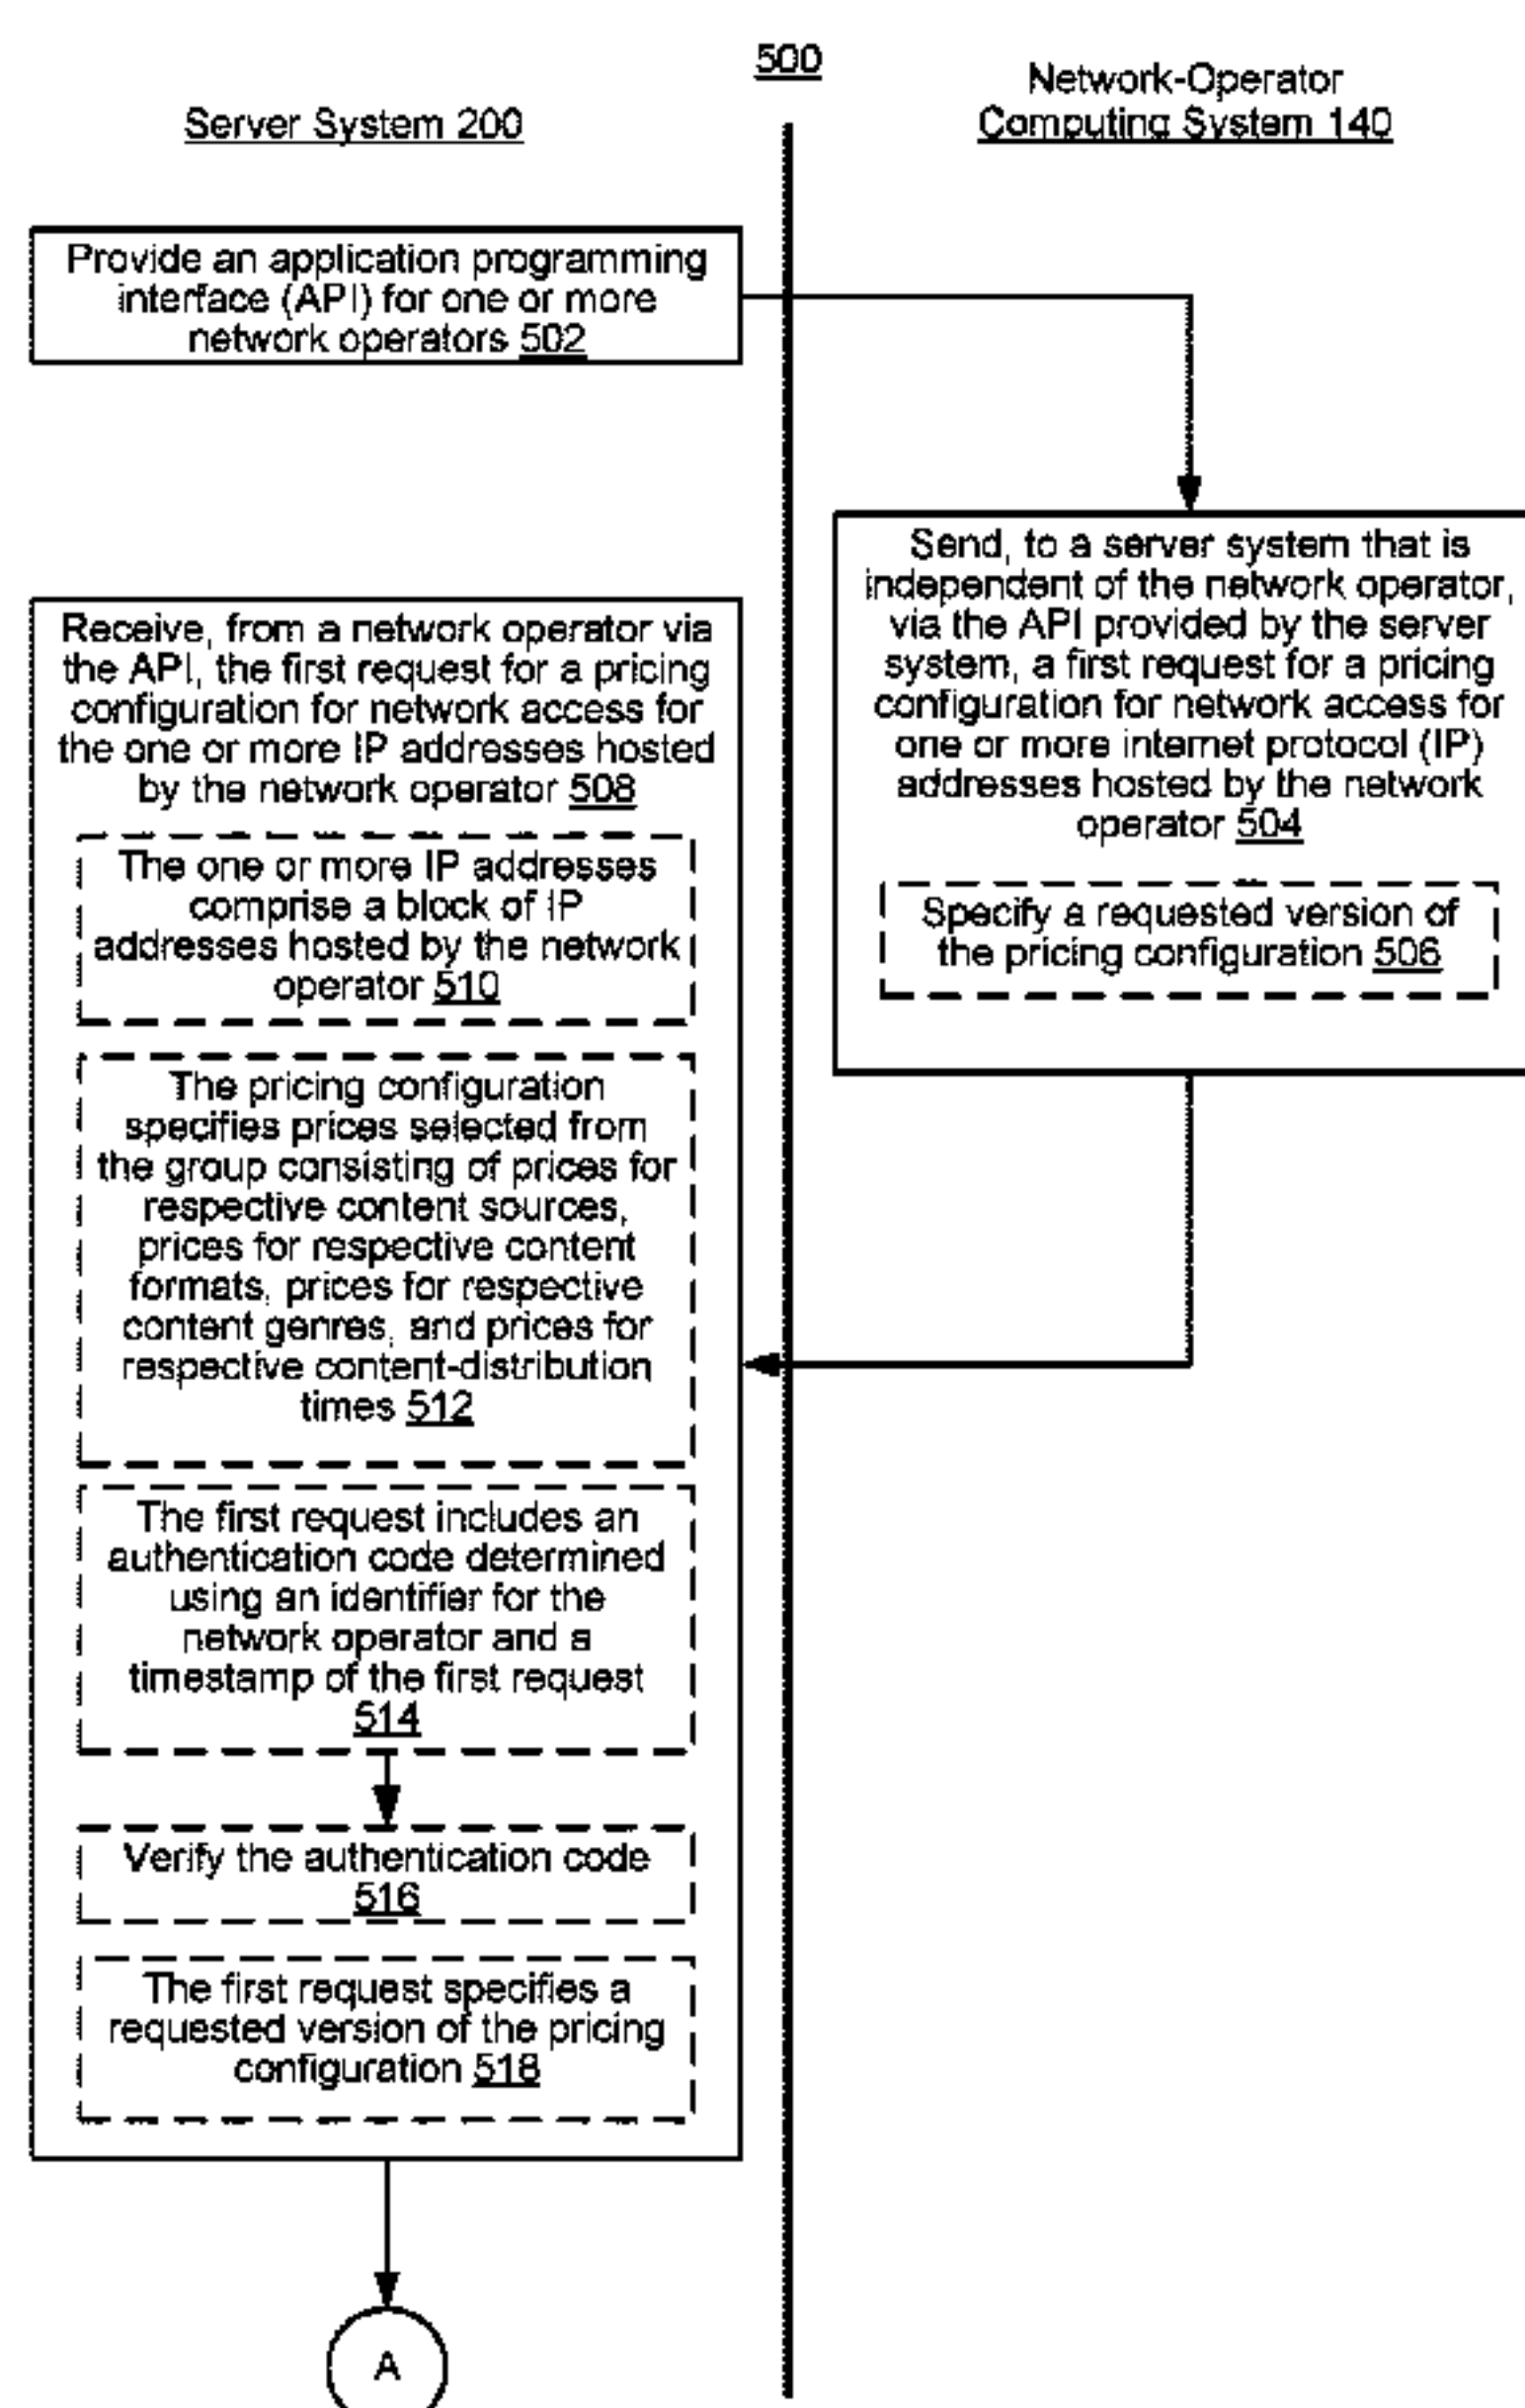 500
Server System 200
Network-Operator
Computing System 140
Provide an application programming
interface (API) for one or more
network operators 502
Send, to a server system that is
independent of the network operator,
via the API provided by the server
system, a first request for a pricing
configuration for network access for
one or more internet protocol (IP)
addresses hosted by the network
operator 504
Specify a requested version of
the pricing configuration 506
Receive, from a network operator via
the API, the first request for a pricing
configuration for network access for
the one or more IP addresses hosted
by the network operator 508
The one or more IP addresses
comprise a block of IP
addresses hosted by the network
operator 510
The pricing configuration
specifies prices selected from
the group consisting of prices for
respective content sources,
prices for respective content
formats, prices for respective
content genres, and prices for
respective content-distribution
times 512
The first request includes an
authentication code determined
using an identifier for the
network operator and a
timestamp of the first request
514
Verify the authentication code
516
The first request specifies a
requested version of the pricing
configuration 518
A